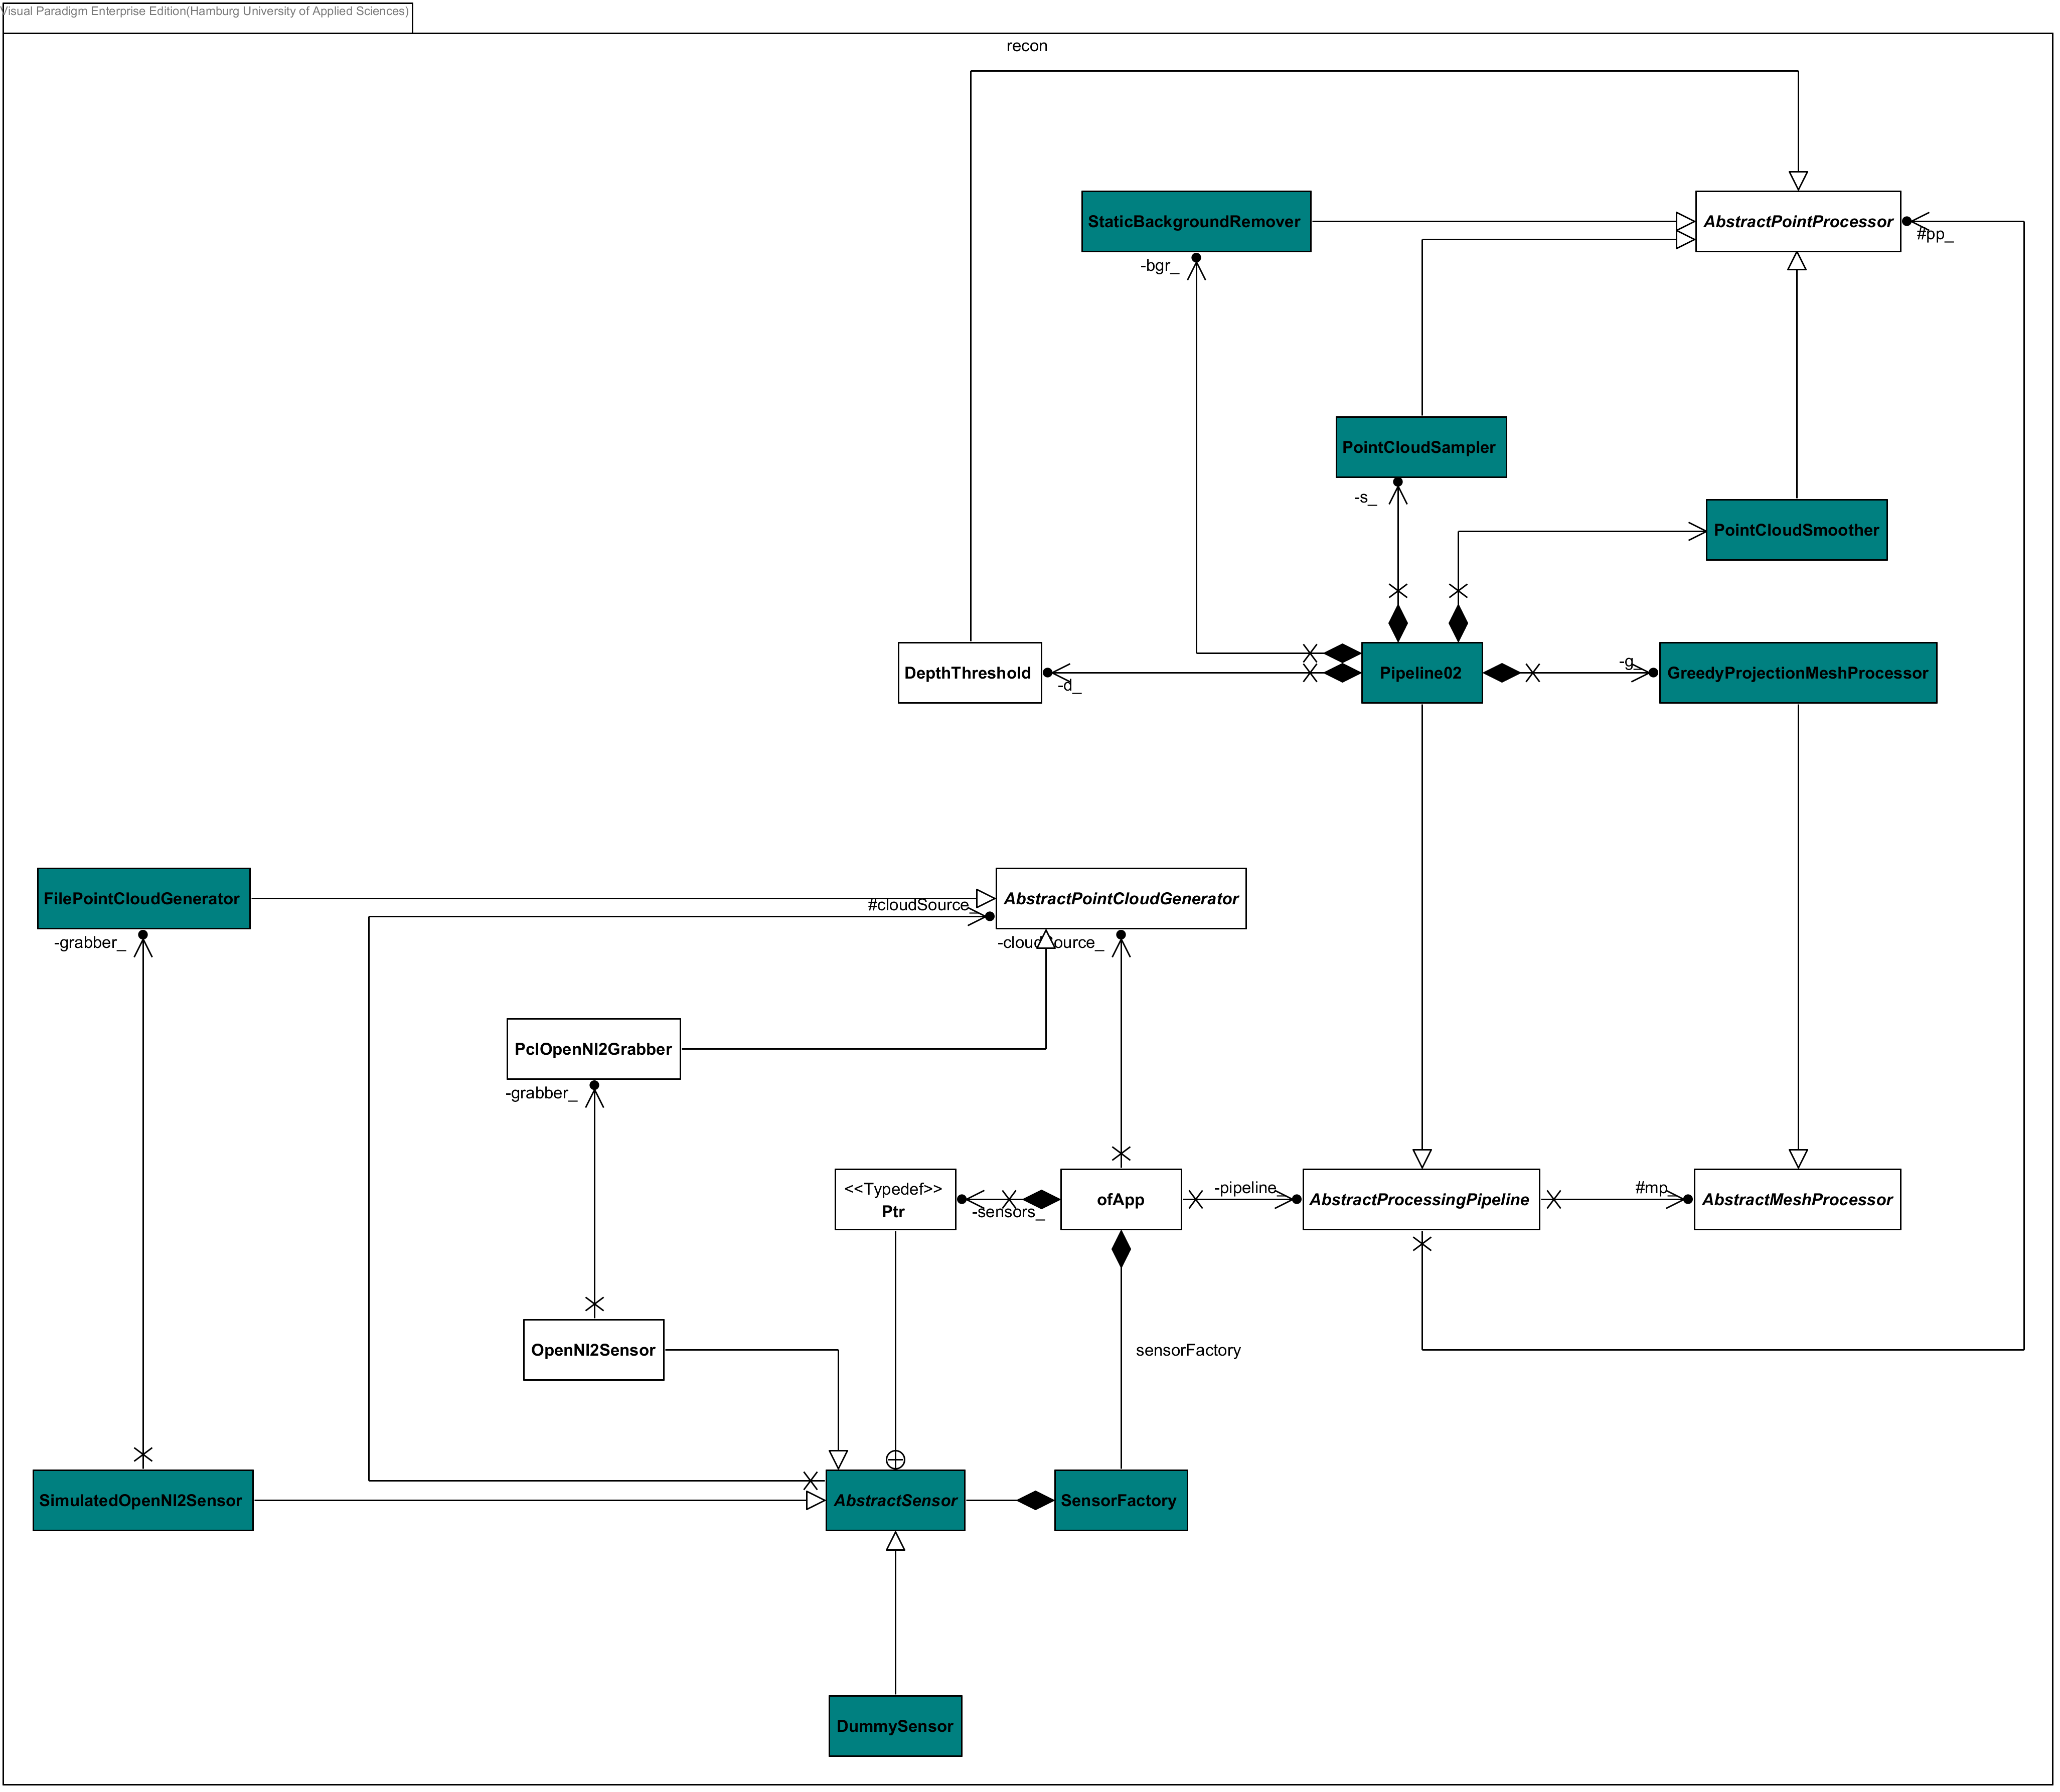 Visual Paradigm Enterprise Edition(Hamburg University of Applied Sciences)
recon
StaticBackgroundRemover
AbstractPointProcessor
#pp_
-bgr_
PointCloudSampler
-s_
PointCloudSmoother
DepthThreshold
-d_
Pipeline02
-g_
GreedyProjectionMeshProcessor
FilePointCloudGenerator
#cloudSource_
AbstractPointCloudGenerator
-grabber_
-cloudSource_
PclOpenNI2Grabber
-grabber_
<<Typedef>>
Ptr
-sensors_
ofApp
-pipeline_
AbstractProcessingPipeline
#mp_
AbstractMeshProcessor
OpenNI2Sensor
sensorFactory
SimulatedOpenNI2Sensor
AbstractSensor
SensorFactory
DummySensor